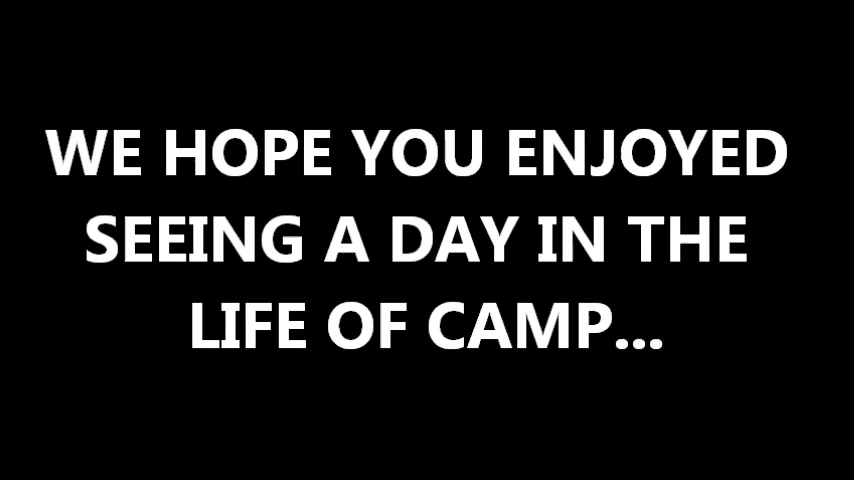 WE HOPE YOU ENJOYED
SEEING A DAY IN THE
LIFE OF CAMP...